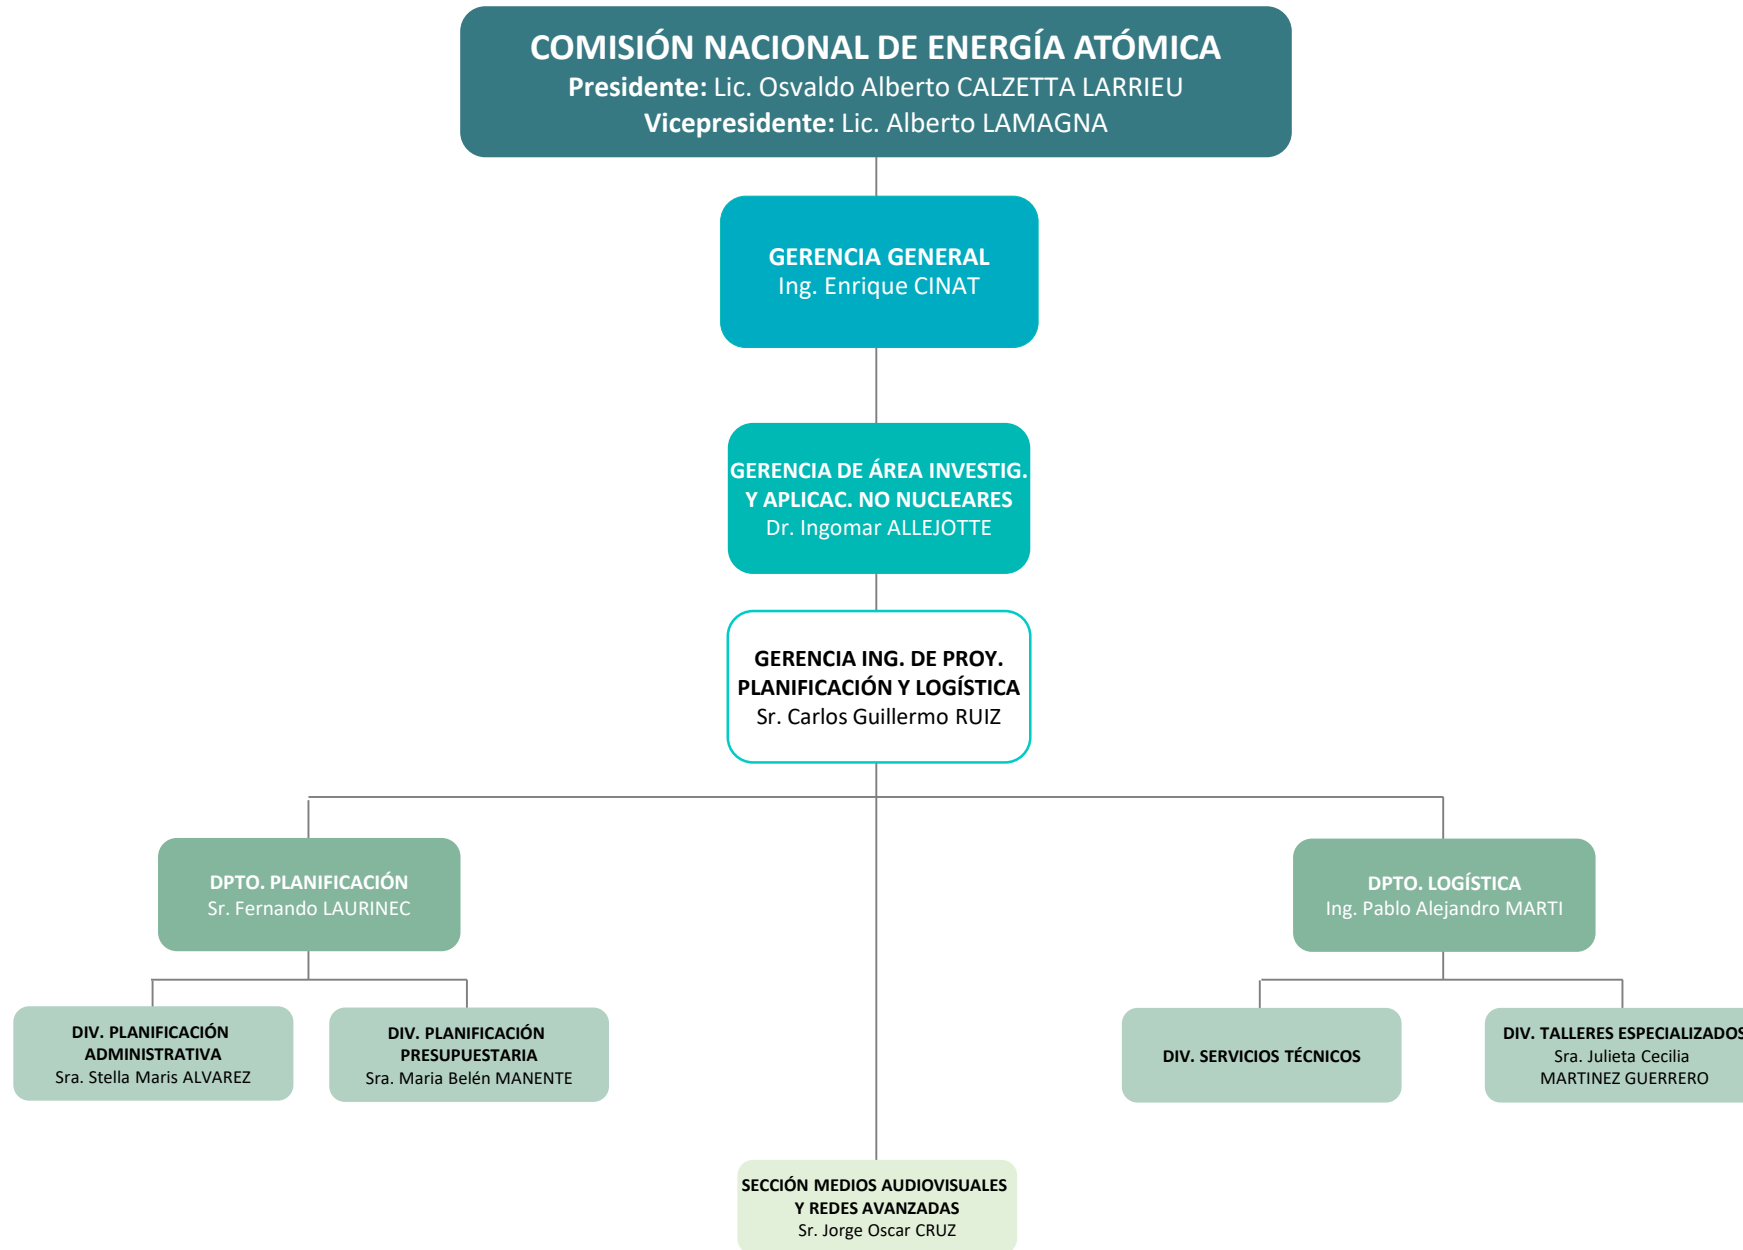 COMISIÓN NACIONAL DE ENERGÍA ATÓMICA
Presidente: Lic. Osvaldo Alberto CALZETTA LARRIEU
Vicepresidente: Lic. Alberto LAMAGNA
GERENCIA GENERAL
Ing. Enrique CINAT
GERENCIA DE ÁREA INVESTIG.
Y APLICAC. NO NUCLEARES
Dr. Ingomar ALLEJOTTE
GERENCIA ING. DE PROY.
PLANIFICACIÓN Y LOGÍSTICA
Sr. Carlos Guillermo RUIZ
DPTO. PLANIFICACIÓN
Sr. Fernando LAURINEC
DPTO. LOGÍSTICA
Ing. Pablo Alejandro MARTI
DIV. PLANIFICACIÓN
ADMINISTRATIVA
Sra. Stella Maris ALVAREZ
DIV. PLANIFICACIÓN
PRESUPUESTARIA
Sra. Maria Belén MANENTE
DIV. SERVICIOS TÉCNICOS
DIV. TALLERES ESPECIALIZADOS
Sra. Julieta Cecilia
MARTINEZ GUERRERO
SECCIÓN MEDIOS AUDIOVISUALES
Y REDES AVANZADAS
Sr. Jorge Oscar CRUZ